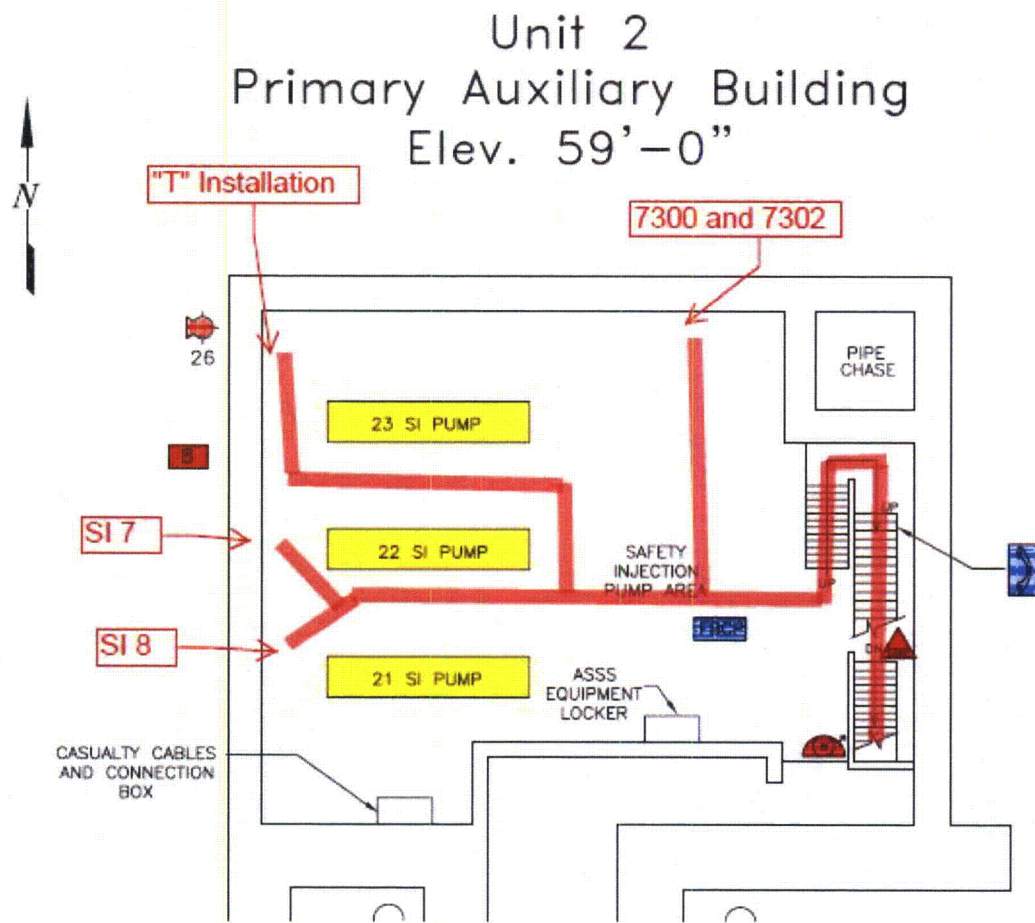 Unit 2
Primary Auxiliary Building
Elev. 59'-0"
N
"T" Installation
7300 and 7302
26
PIPE
CHASE
23 SI PUMP
SI 7
22 SI PUMP
SAFETY
INJECTION
PUMP AREA
UP
UP
SI 8
DN
21 SI PUMP
ASSS
EQUIPMENT
LOCKER
CASUALTY CABLES
AND CONNECTION
BOX